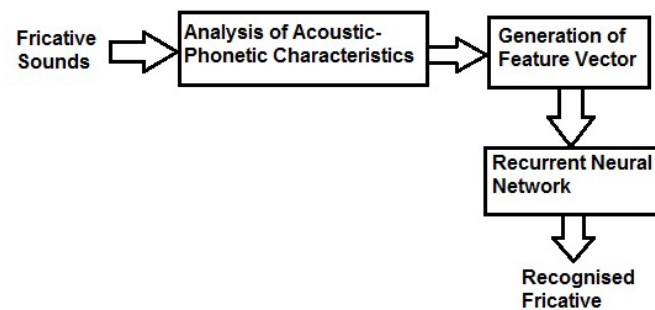 Fricative
Sounds
Analysis of Acoustic-
Phonetic Characteristics
Generation of
Feature Vector
Recurrent Neural
Network
Recognised
Fricative